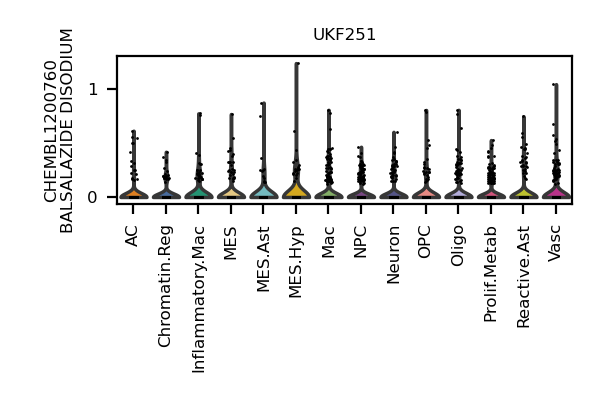 UKF251
CHEMBL1200760
BALSALAZIDE DISODIUM
1
0
AC
Chromatin.Reg
Inflammatory.Mac
MES
MES.Ast
MES.Hyp
Mac
NPC
Neuron
OPC
Oligo
Prolif.Metab
Reactive.Ast
Vasc